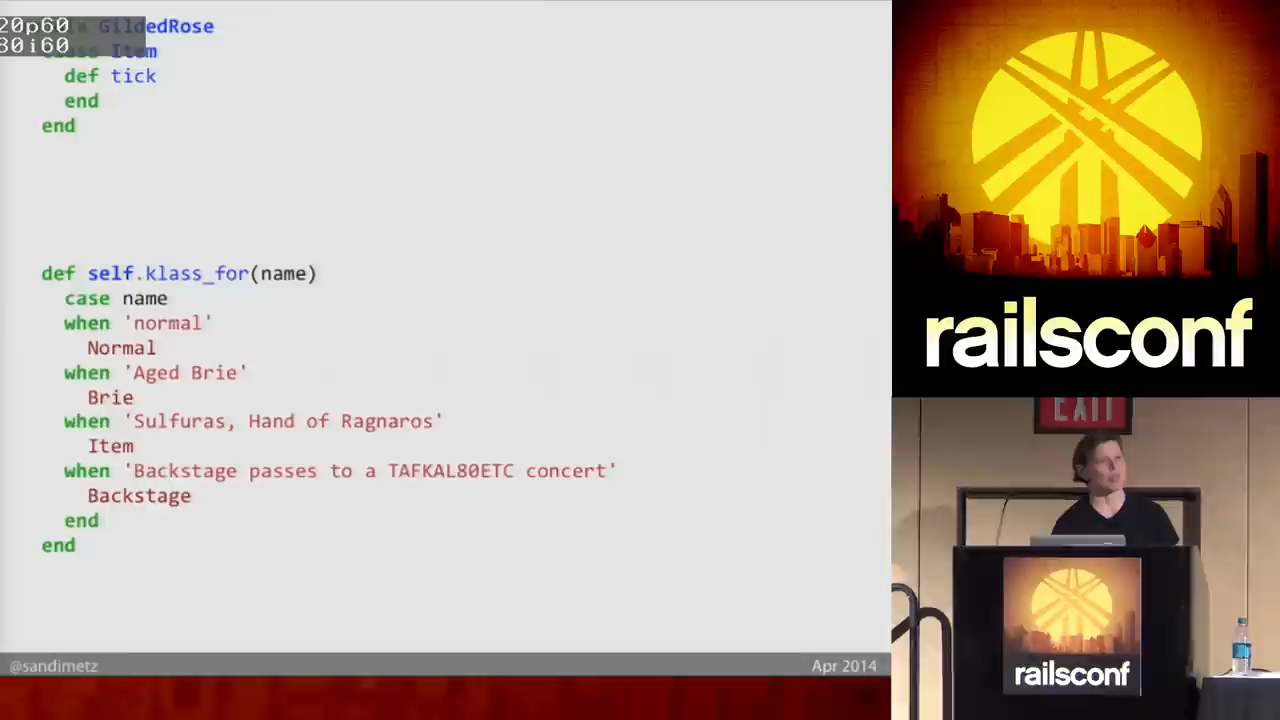 20p60
30i60
GildedRose
Item
def tick
end
end
def self.klass_for(name)
case name
when 'normal'
Normal
when 'Aged Brie'
Brie
when 'Sulfuras, Hand of Ragnaros'
Item
when 'Backstage passes to a TAFKAL80ETC concert'
Backstage
end
end
@sandimetz
Apr 2014
railsconf
EXIT
railsconf